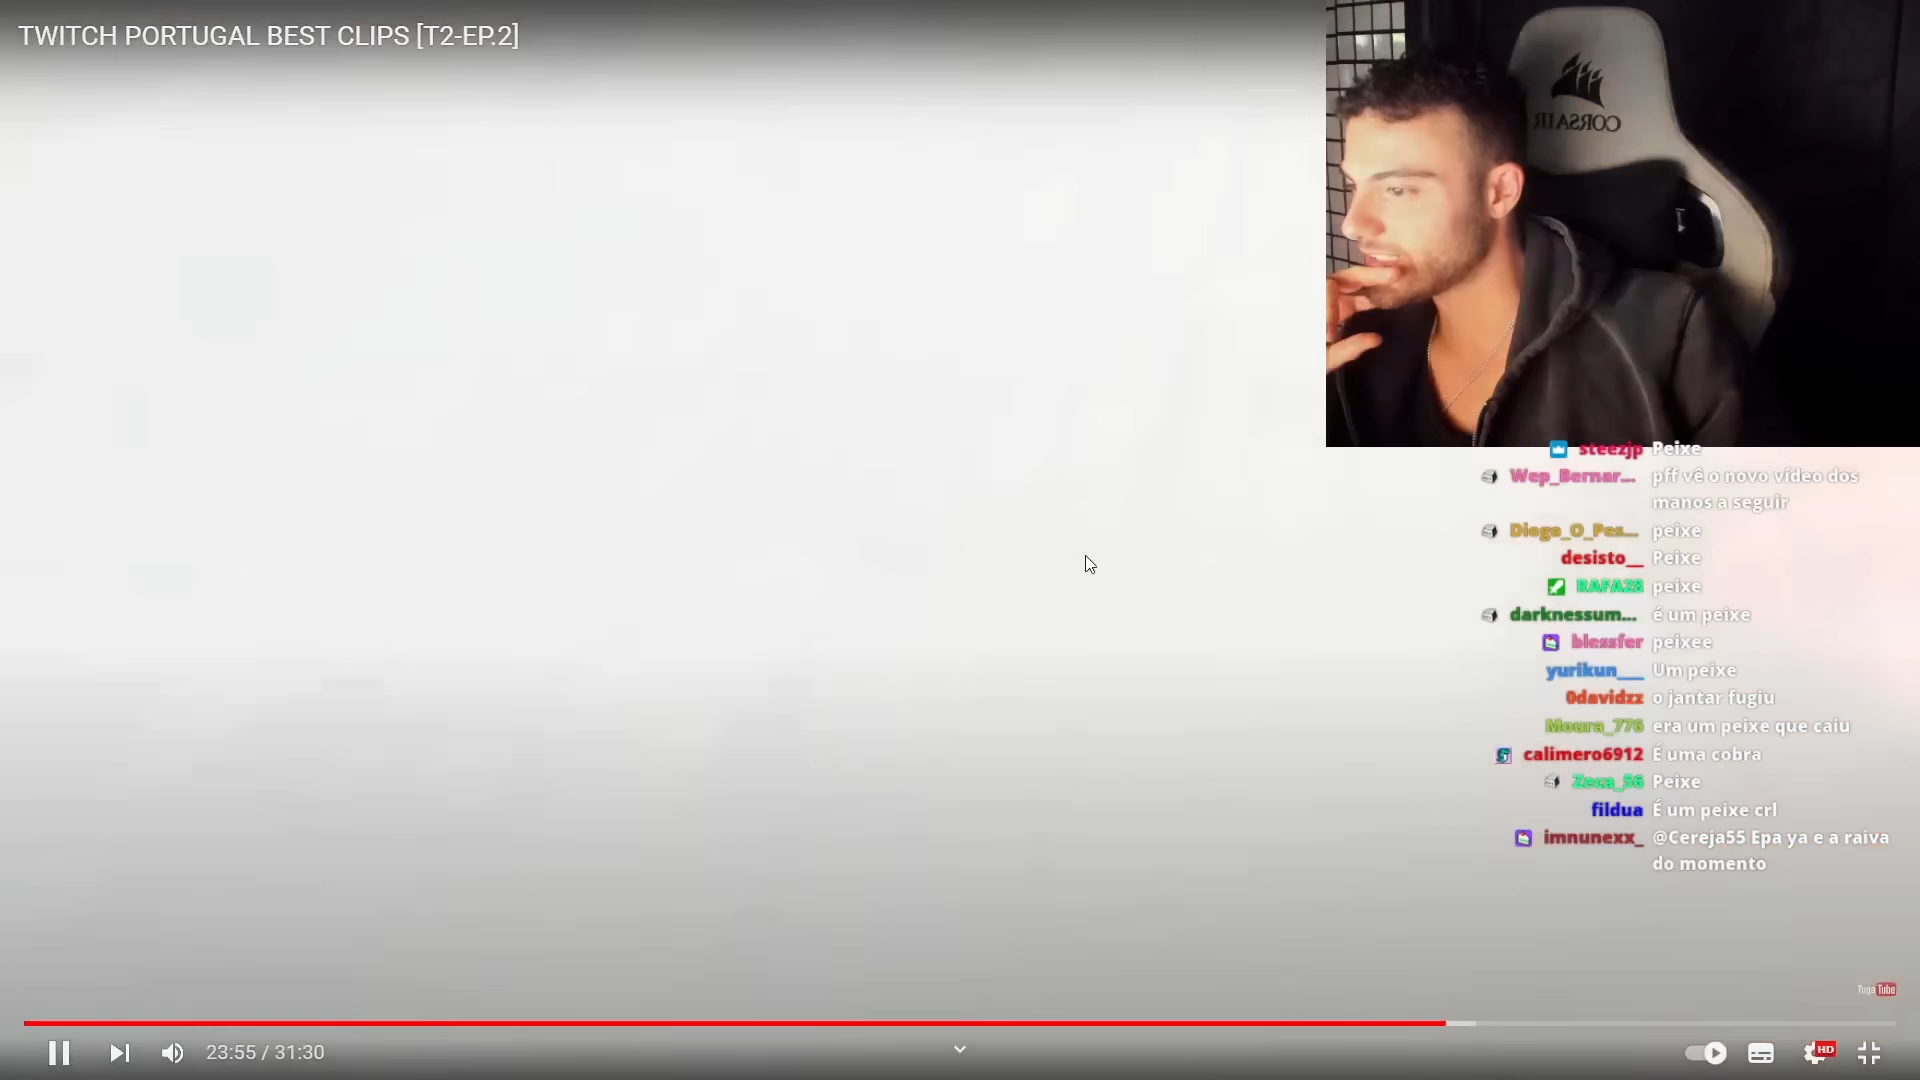 TWITCH PORTUGAL BEST CLIPS [T2-EP.2]
CORSAIR
steezjp Peixe
Wep_Bernar... pff vê o novo vídeo dos
manos a seguir
Diogo_O_Pes... peixe
desisto__ Peixe
RAFA28 peixe
darknessum... é um peixe
blessfer peixee
yurikun___ Um peixe
0davidzz o jantar fugiu
Moura_776 era um peixe que caiu
calimero6912 É uma cobra
Zeca_56 Peixe
fildua É um peixe crl
imnunexx_ @Cereja55 Epa ya e a raiva
do momento
TugaTube
23:55 / 31:30
HD